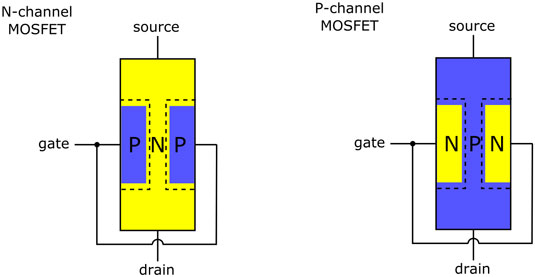 N-channel
MOSFET
source
gate
P N P
drain
P-channel
MOSFET
source
gate
N P N
drain